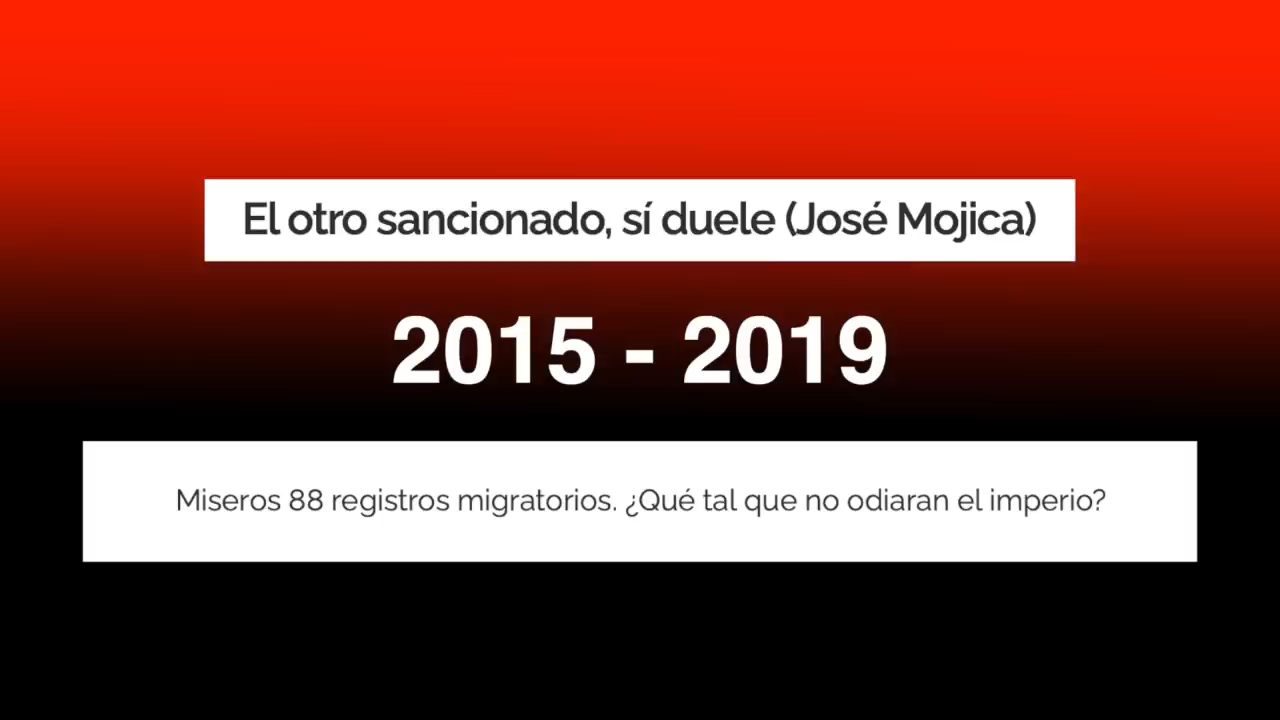 El otro sancionado, sí duele (José Mojica)
2015 - 2019
Miseros 88 registros migratorios. ¿Qué tal que no odiaran el imperio?